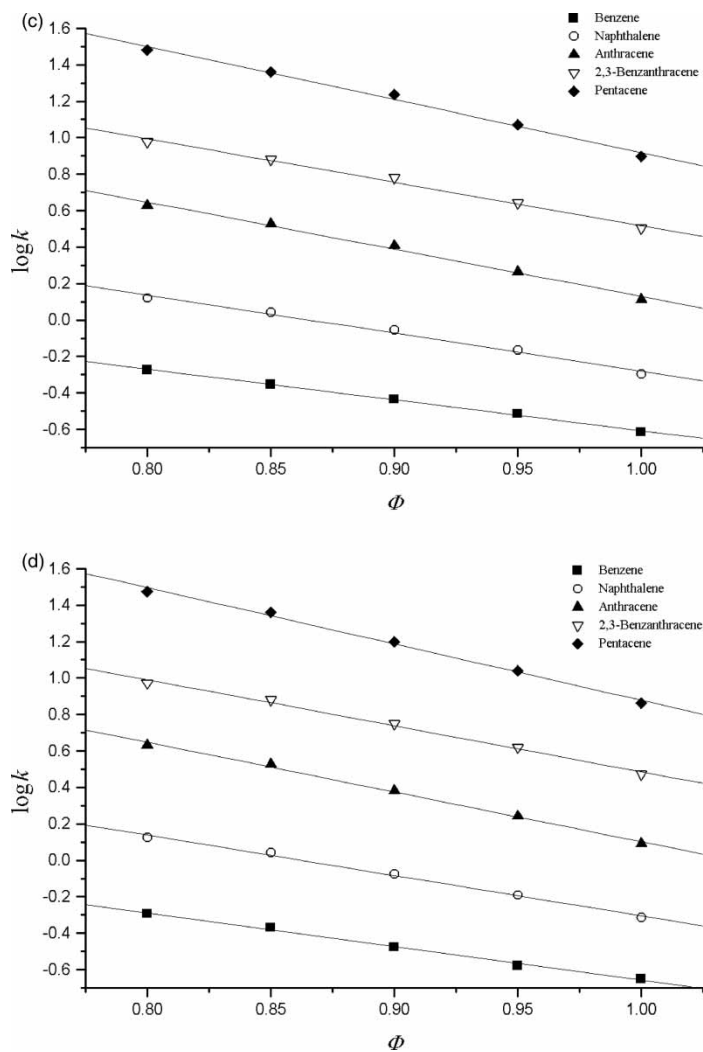 (c)
1.6
1.4
1.2
1.0
0.8
0.6
0.4
0.2
0.0
-0.2
-0.4
-0.6
logk
Benzene
Naphthalene
Anthracene
2,3-Benzanthracene
Pentacene
0.80 0.85 0.90 0.95 1.00
Φ
(d)
1.6
1.4
1.2
1.0
0.8
0.6
0.4
0.2
0.0
-0.2
-0.4
-0.6
logk
Benzene
Naphthalene
Anthracene
2,3-Benzanthracene
Pentacene
0.80 0.85 0.90 0.95 1.00
Φ